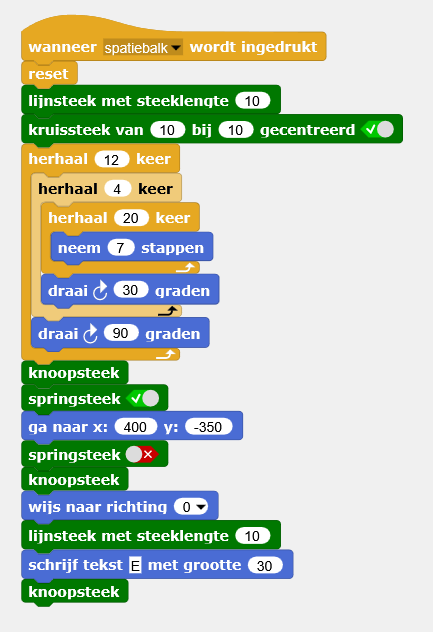 wanneer spatiebalk wordt ingedrukt
reset
lijnsteek met steeklengte 10
kruissteek van 10 bij 10 gecentreerd
herhaal 12 keer
herhaal 4 keer
herhaal 20 keer
neem 7 stappen
draai 30 graden
draai 90 graden
knoopsteek
springsteek
ga naar x: 400 y: -350
springsteek
knoopsteek
wijs naar richting 0
lijnsteek met steeklengte 10
schrijf tekst E met grootte 30
knoopsteek